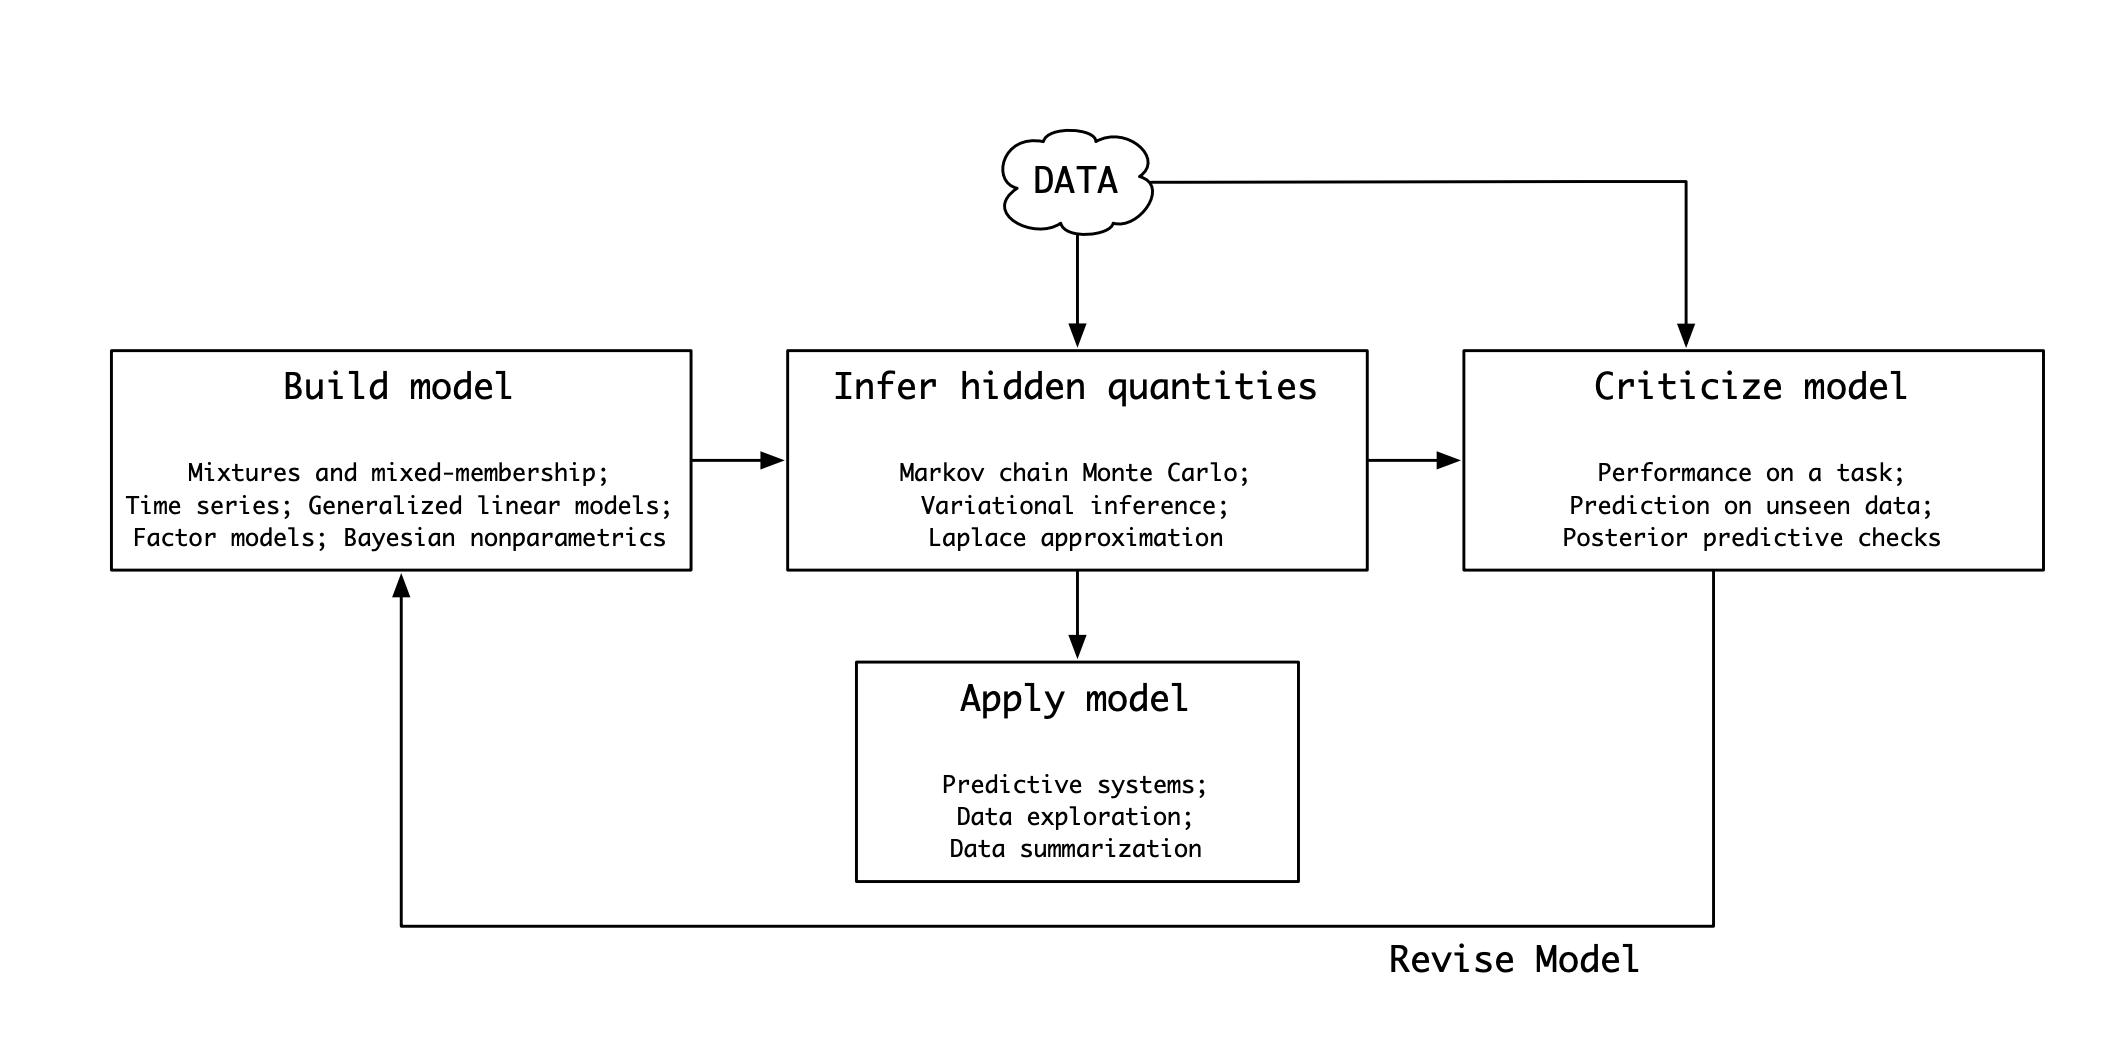 DATA
Build model
Mixtures and mixed-membership;
Time series; Generalized linear models;
Factor models; Bayesian nonparametrics
Infer hidden quantities
Markov chain Monte Carlo;
Variational inference;
Laplace approximation
Criticize model
Performance on a task;
Prediction on unseen data;
Posterior predictive checks
Apply model
Predictive systems;
Data exploration;
Data summarization
Revise Model